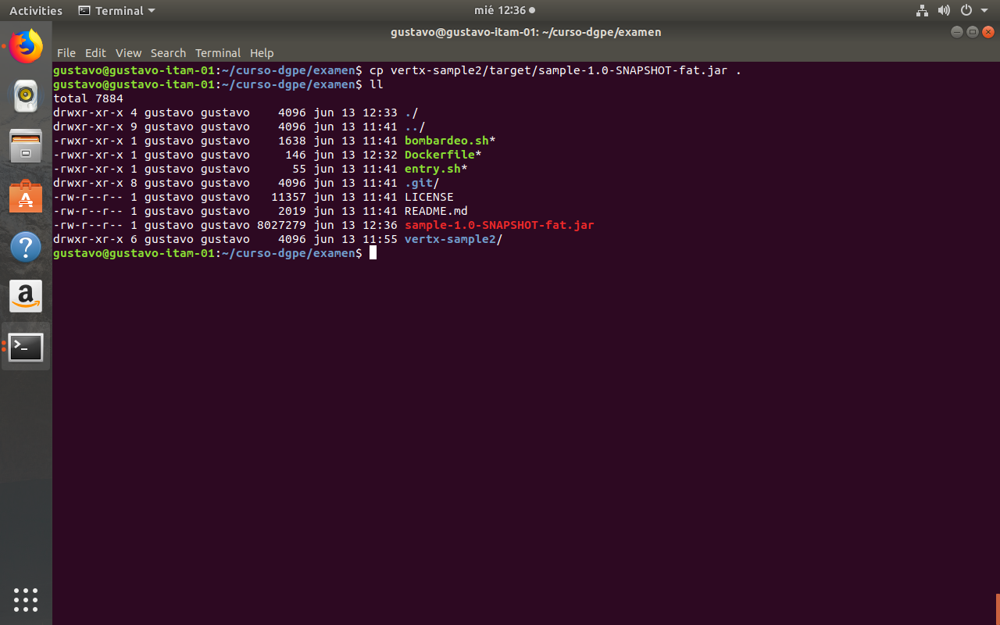 Activities Terminal mié 12:36
gustavo@gustavo-itam-01: ~/curso-dgpe/examen
File Edit View Search Terminal Help
gustavo@gustavo-itam-01:~/curso-dgpe/examen$ cp vertx-sample2/target/sample-1.0-SNAPSHOT-fat.jar .
gustavo@gustavo-itam-01:~/curso-dgpe/examen$ ll
total 7884
drwxr-xr-x 4 gustavo gustavo    4096 jun 13 12:33 ./
drwxr-xr-x 9 gustavo gustavo    4096 jun 13 11:41 ../
-rwxr-xr-x 1 gustavo gustavo    1638 jun 13 11:41 bombardeo.sh*
-rwxr-xr-x 1 gustavo gustavo     146 jun 13 12:32 Dockerfile*
-rwxr-xr-x 1 gustavo gustavo      55 jun 13 11:41 entry.sh*
drwxr-xr-x 8 gustavo gustavo    4096 jun 13 11:41 .git/
-rw-r--r-- 1 gustavo gustavo   11357 jun 13 11:41 LICENSE
-rw-r--r-- 1 gustavo gustavo    2019 jun 13 11:41 README.md
-rw-r--r-- 1 gustavo gustavo 8027279 jun 13 12:36 sample-1.0-SNAPSHOT-fat.jar
drwxr-xr-x 6 gustavo gustavo    4096 jun 13 11:55 vertx-sample2/
gustavo@gustavo-itam-01:~/curso-dgpe/examen$